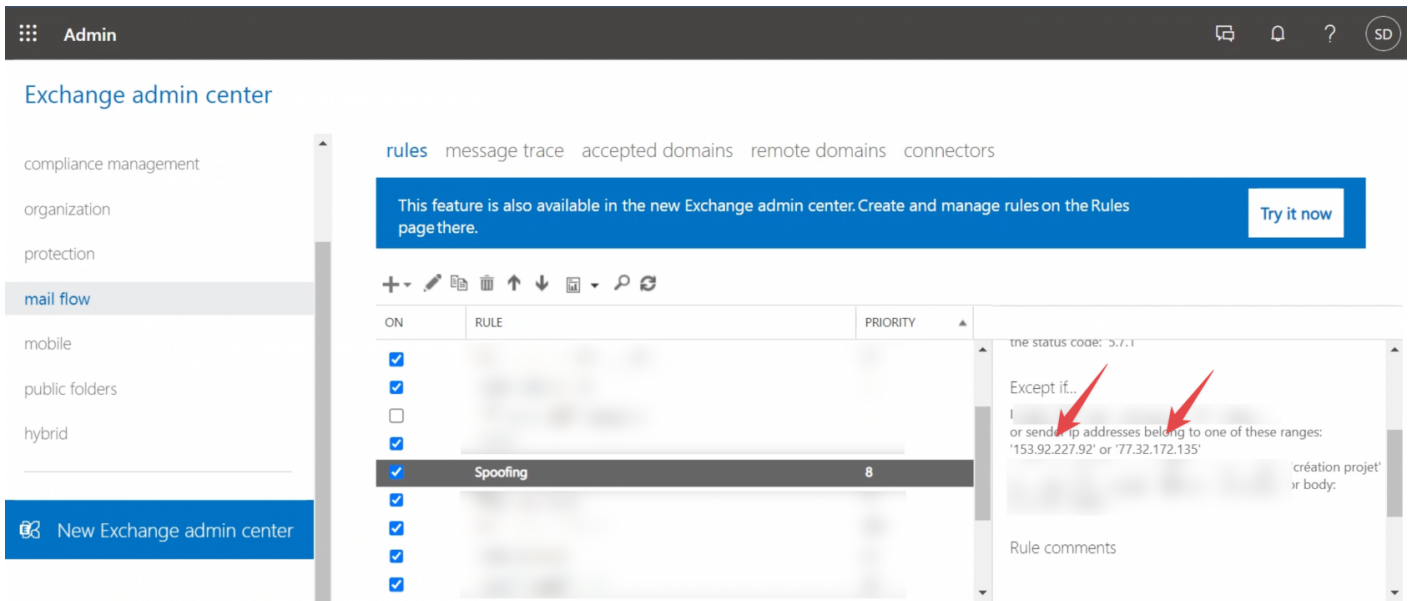 Admin
SD
Exchange admin center
compliance management
organization
protection
mail flow
mobile
public folders
hybrid
New Exchange admin center
rules message trace accepted domains remote domains connectors
This feature is also available in the new Exchange admin center. Create and manage rules on the Rules
page there.
Try it now
ON RULE PRIORITY
Spoofing 8
the status code: '5.7.1'
Except if...
or sender ip addresses belong to one of these ranges:
'153.92.227.92' or '77.32.172.135'
'création projet'
or body:
Rule comments